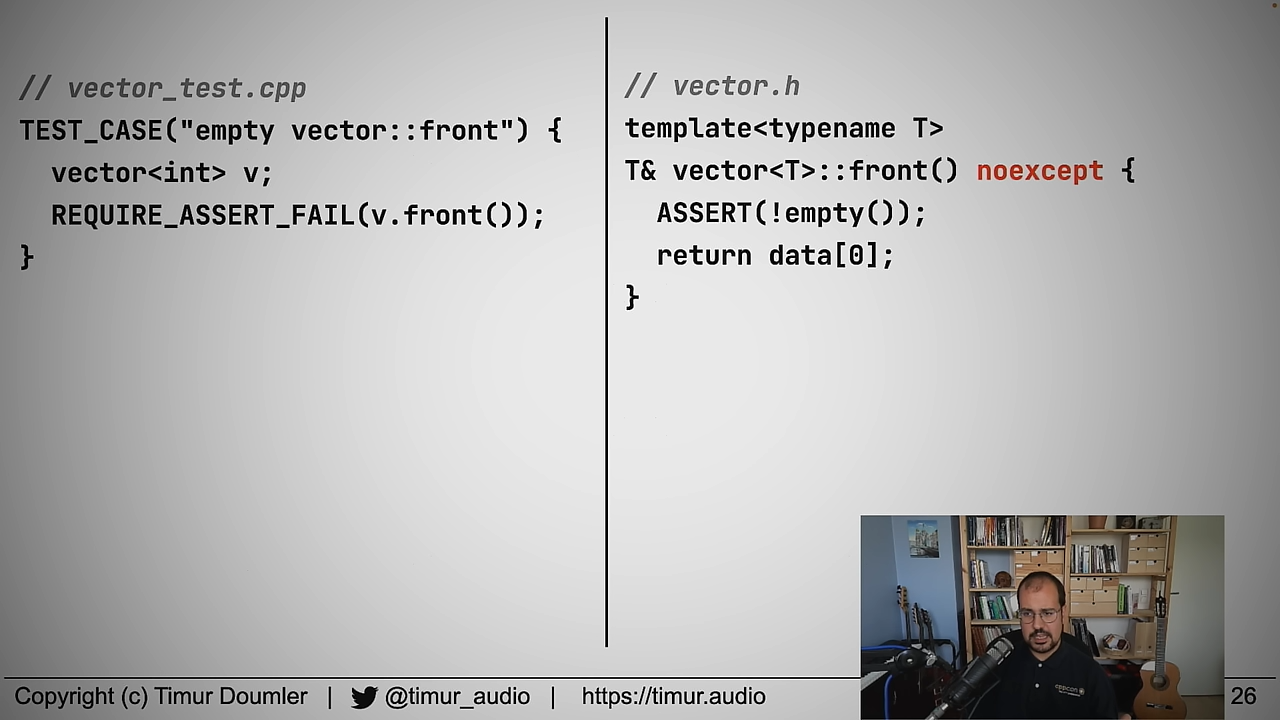 // vector_test.cpp
TEST_CASE("empty vector::front") {
  vector<int> v;
  REQUIRE_ASSERT_FAIL(v.front());
}
// vector.h
template<typename T>
T& vector<T>::front() noexcept {
  ASSERT(!empty());
  return data[0];
}
Copyright (c) Timur Doumler | @timur_audio | https://timur.audio
26